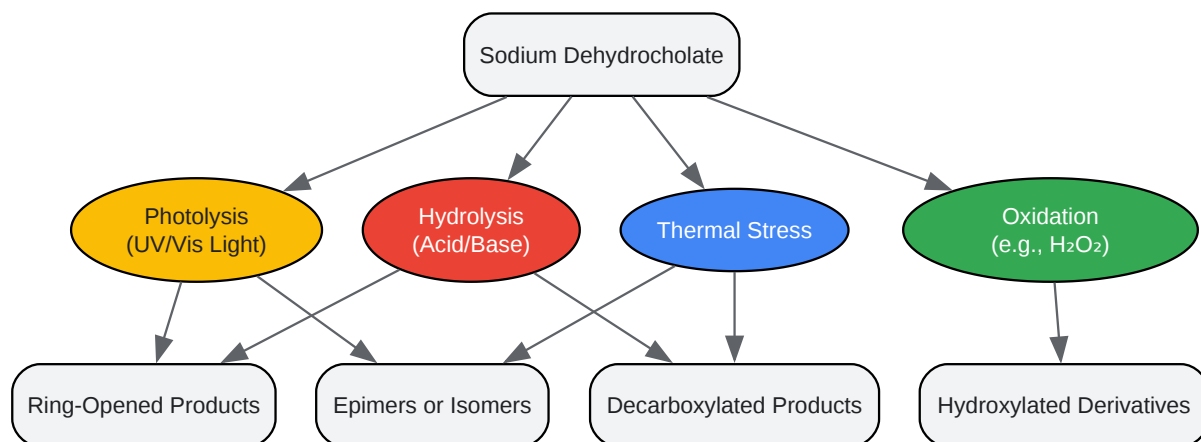 Sodium Dehydrocholate
Photolysis
(UV/Vis Light)
Hydrolysis
(Acid/Base)
Thermal Stress
Oxidation
(e.g., H₂O₂)
Ring-Opened Products
Epimers or Isomers
Decarboxylated Products
Hydroxylated Derivatives